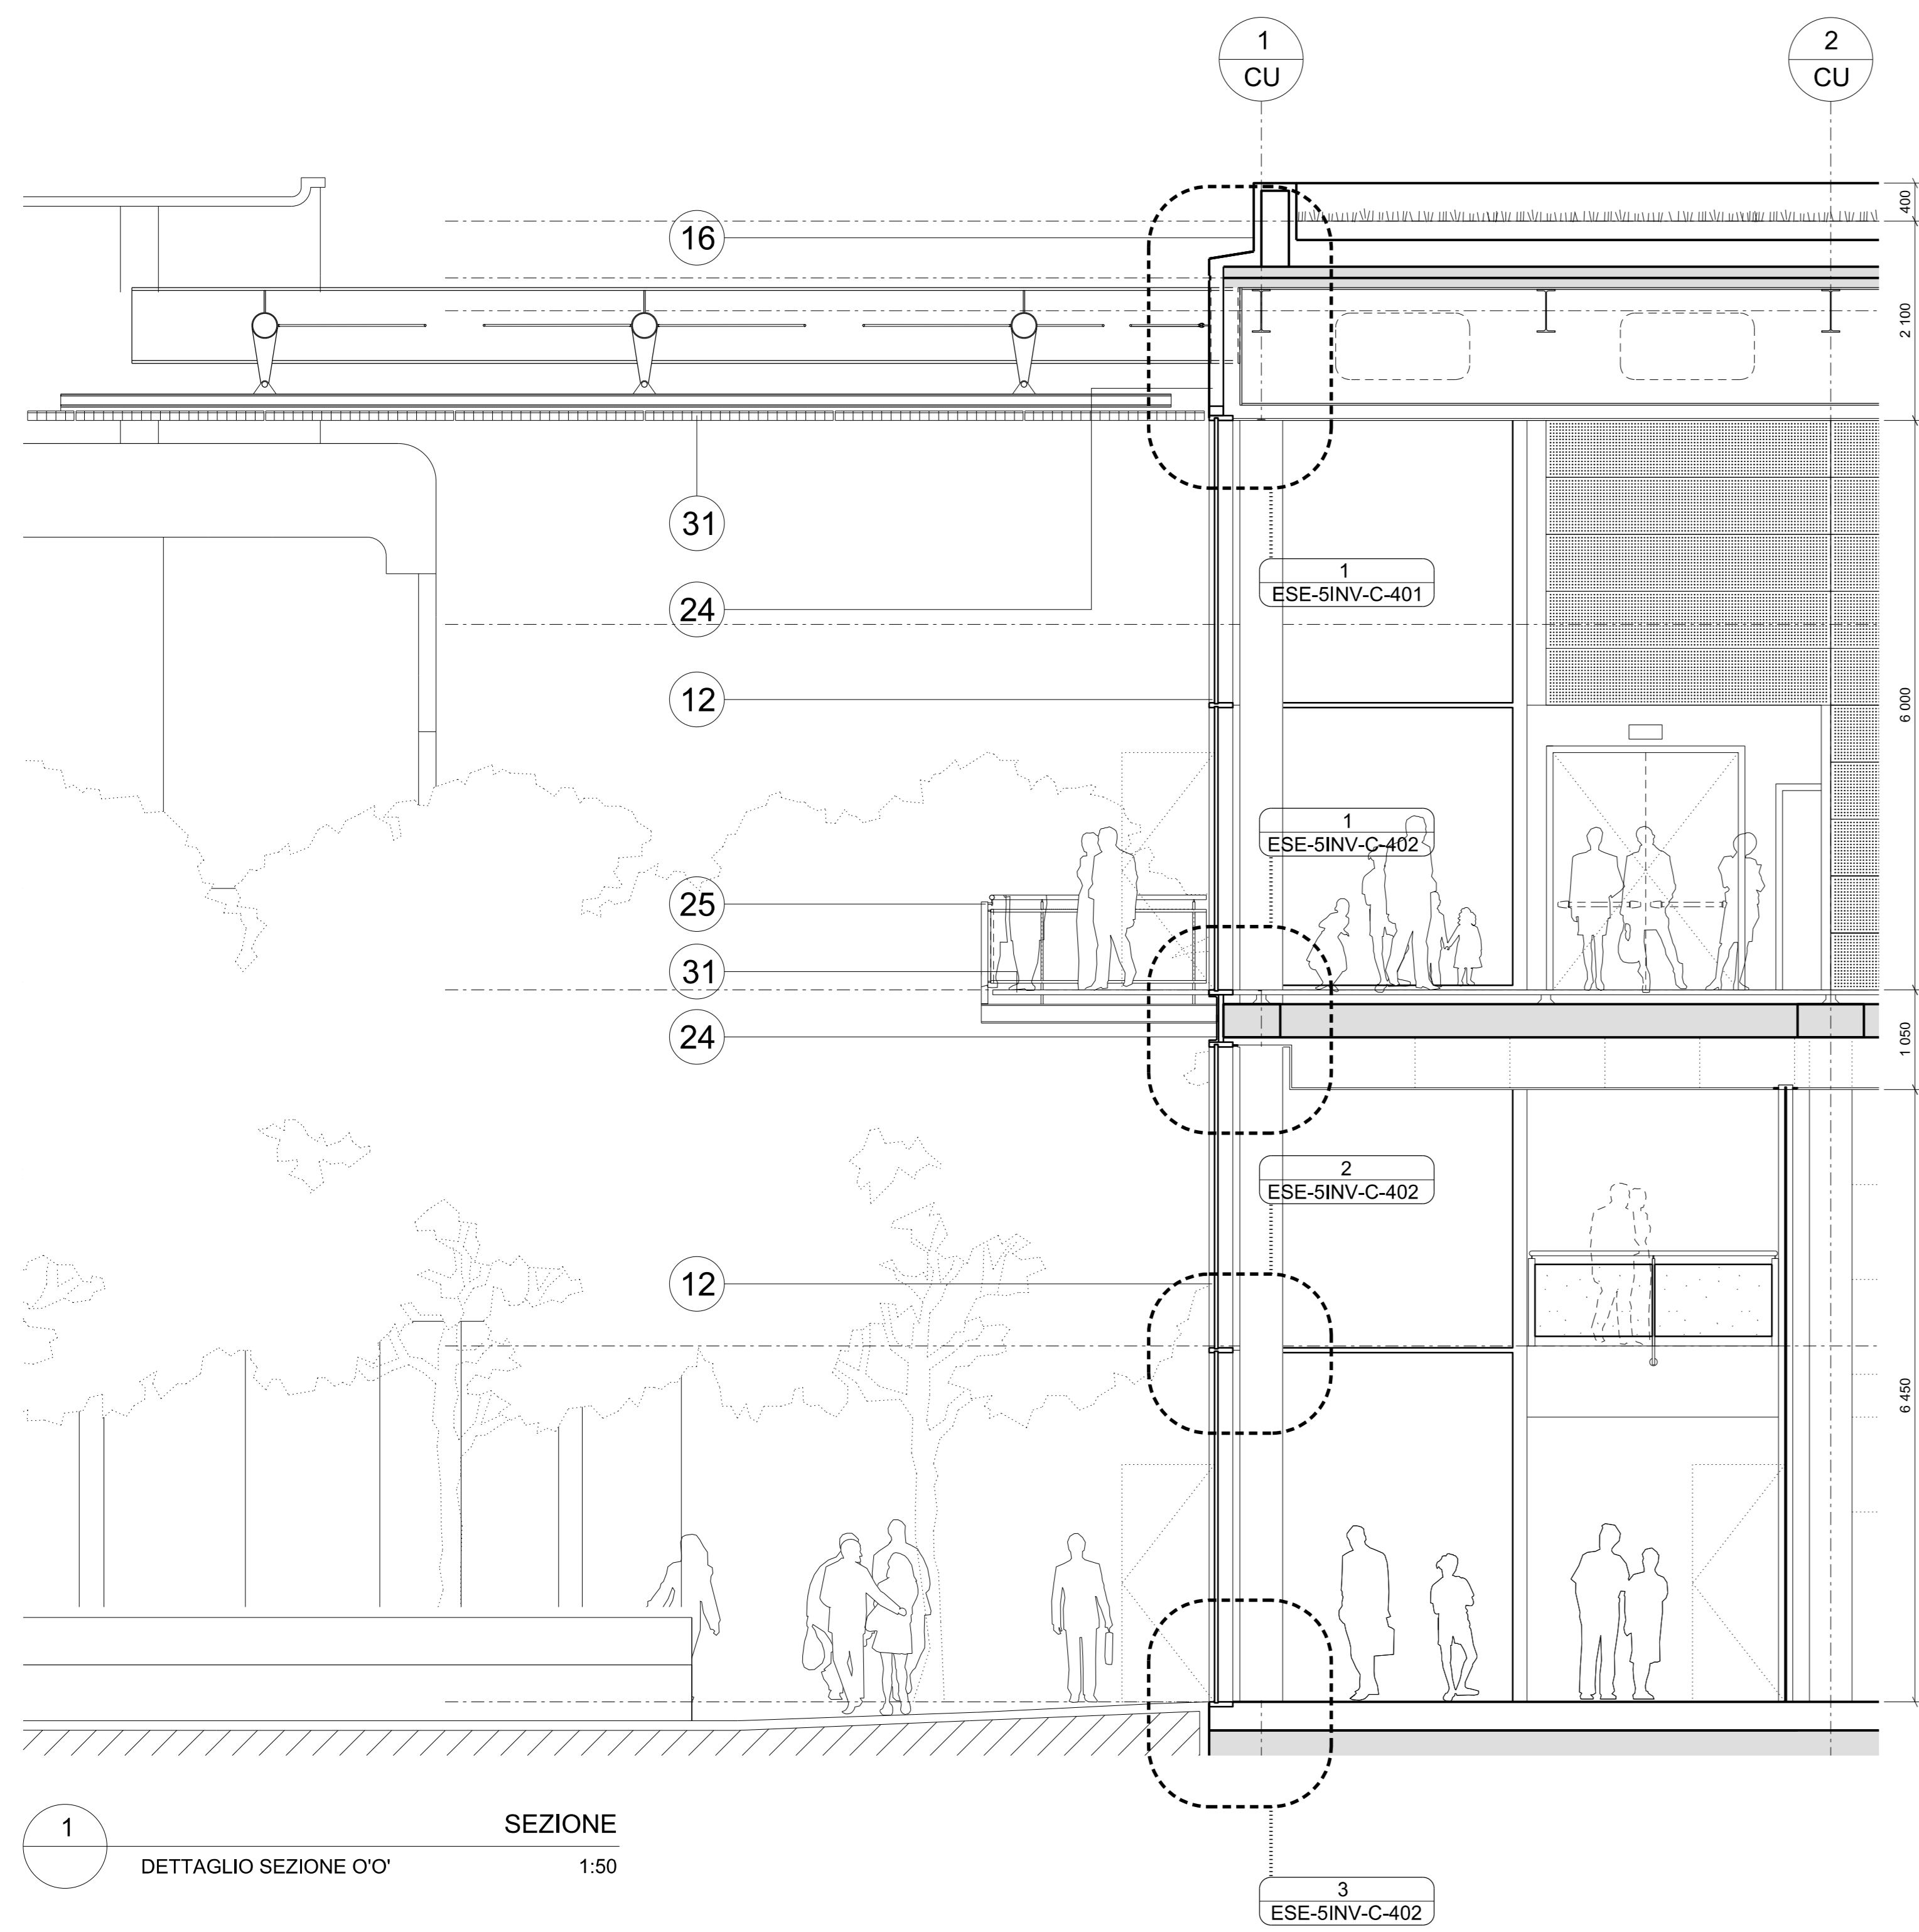 1
CU
2
CU
400
16
2 100
31
1
ESE-5INV-C-401
24
12
6 000
1
ESE-5INV-C-402
25
31
24
1 050
2
ESE-5INV-C-402
12
6 450
1
SEZIONE
DETTAGLIO SEZIONE O'O'
1:50
3
ESE-5INV-C-402